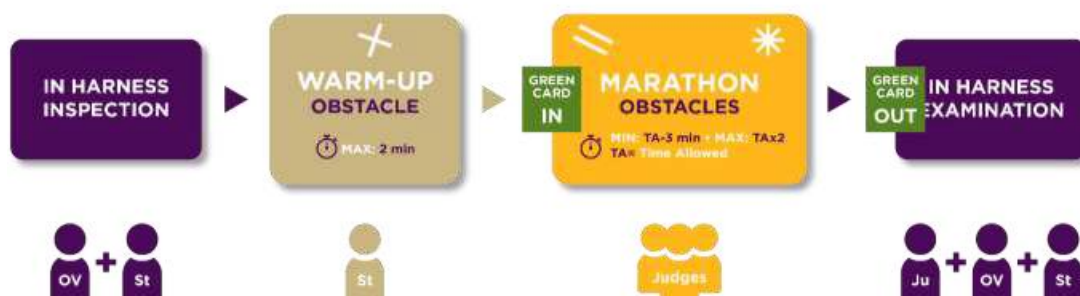 IN HARNESS
INSPECTION
WARM-UP
OBSTACLE
MAX: 2 min
GREEN
CARD
IN
MARATHON
OBSTACLES
MIN: TA-3 min - MAX: TAx2
TA= Time Allowed
GREEN
CARD
OUT
IN HARNESS
EXAMINATION
OV + St
St
Judges
Ju + OV + St